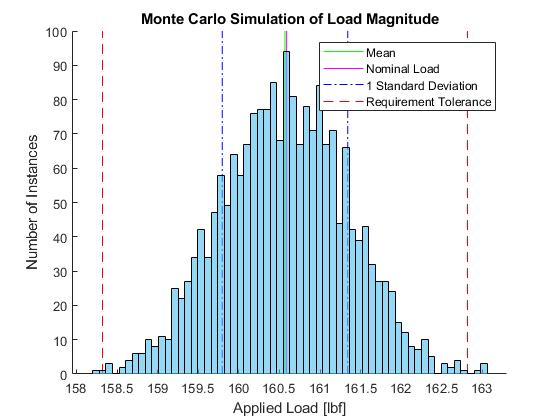 Monte Carlo Simulation of Load Magnitude
100
90
80
70
60
50
40
30
20
10
0
Number of Instances
Mean
Nominal Load
1 Standard Deviation
Requirement Tolerance
158 158.5 159 159.5 160 160.5 161 161.5 162 162.5 163
Applied Load [lbf]